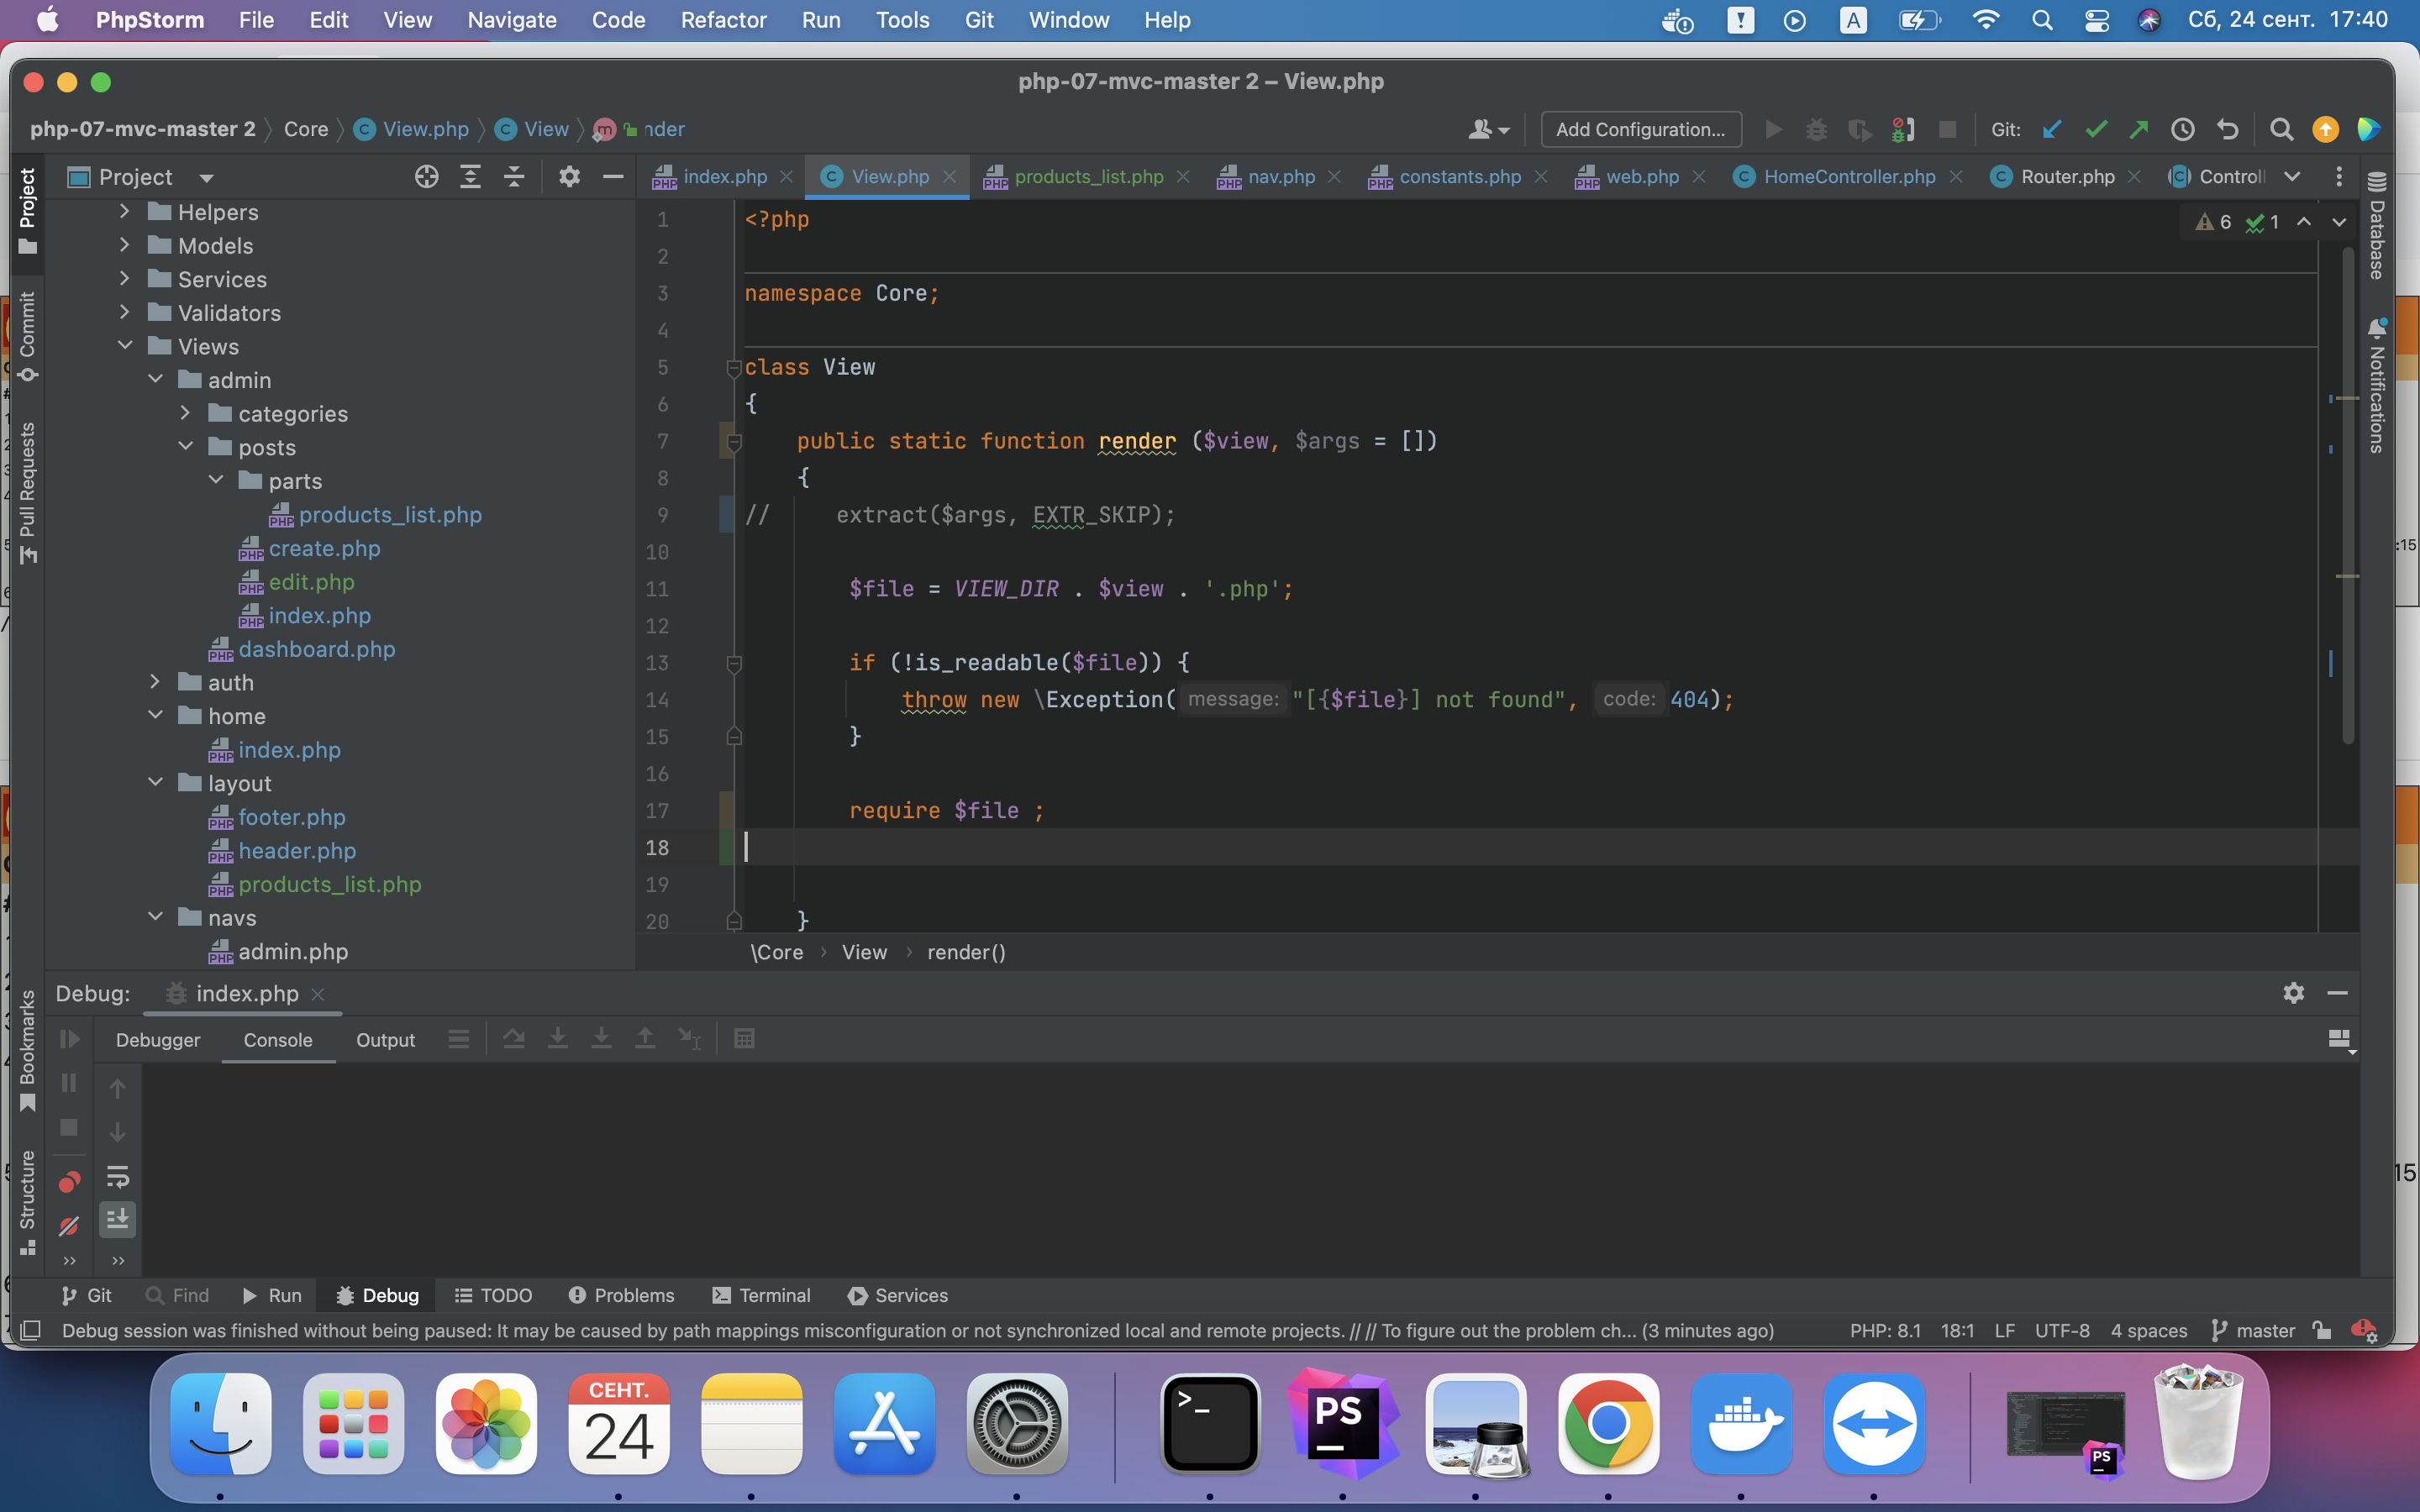 PhpStorm File Edit View Navigate Code Refactor Run Tools Git Window Help A Сб, 24 сент. 17:40
php-07-mvc-master 2 – View.php
php-07-mvc-master 2 Core View.php View nder Add Configuration... Git:
Project
index.php View.php products_list.php nav.php constants.php web.php HomeController.php Router.php Control
Project
Commit
Pull Requests
Bookmarks
Structure
Database
Notifications
Helpers
Models
Services
Validators
Views
admin
categories
posts
parts
products_list.php
create.php
edit.php
index.php
dashboard.php
auth
home
index.php
layout
footer.php
header.php
products_list.php
navs
admin.php
6 1
1 <?php
2
3 namespace Core;
4
5 class View
6 {
7 public static function render ($view, $args = [])
8 {
9 // extract($args, EXTR_SKIP);
10
11 $file = VIEW_DIR . $view . '.php';
12
13 if (!is_readable($file)) {
14 throw new \Exception( message: "[{$file}] not found", code: 404);
15 }
16
17 require $file ;
18
19
20 }
\Core View render()
Debug: index.php
Debugger Console Output
Git Find Run Debug TODO Problems Terminal Services
Debug session was finished without being paused: It may be caused by path mappings misconfiguration or not synchronized local and remote projects. // // To figure out the problem ch... (3 minutes ago) PHP: 8.1 18:1 LF UTF-8 4 spaces master
:15
15
СЕНТ.
24
>_
PS
PS